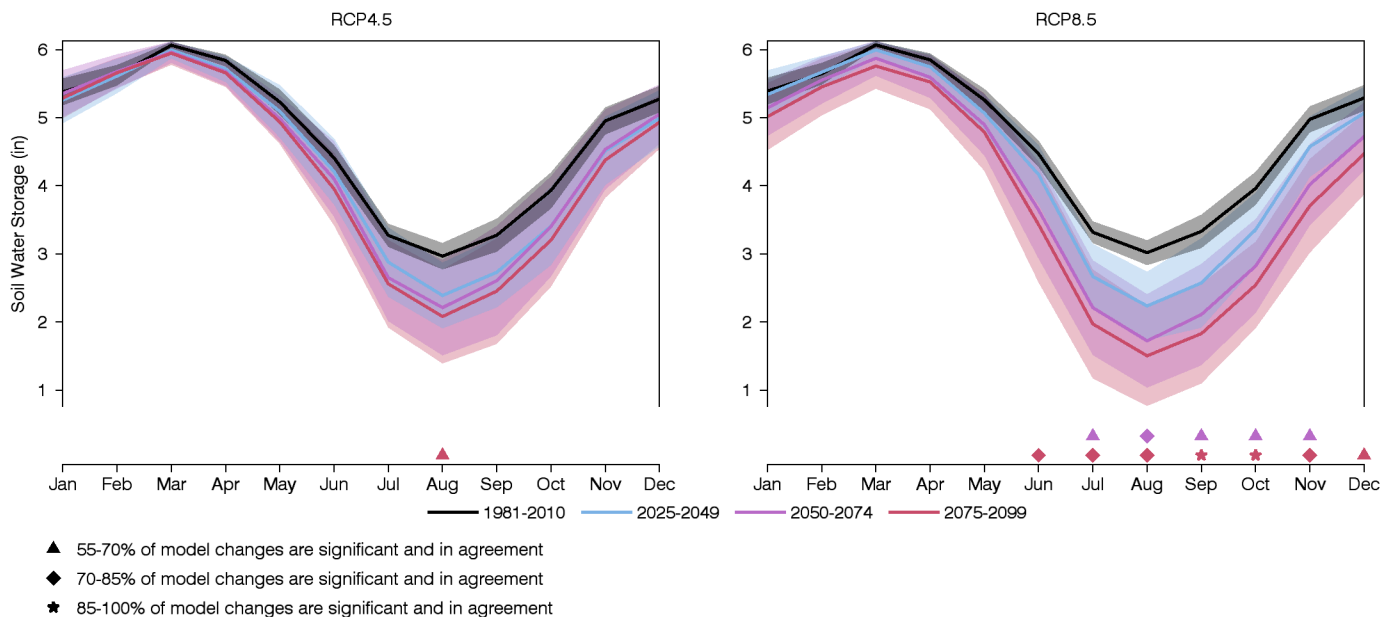 RCP4.5
RCP8.5
Soil Water Storage (in)
6
5
4
3
2
1
6
5
4
3
2
1
Jan Feb Mar Apr May Jun Jul Aug Sep Oct Nov Dec
Jan Feb Mar Apr May Jun Jul Aug Sep Oct Nov Dec
1981-2010 2025-2049 2050-2074 2075-2099
55-70% of model changes are significant and in agreement
70-85% of model changes are significant and in agreement
85-100% of model changes are significant and in agreement